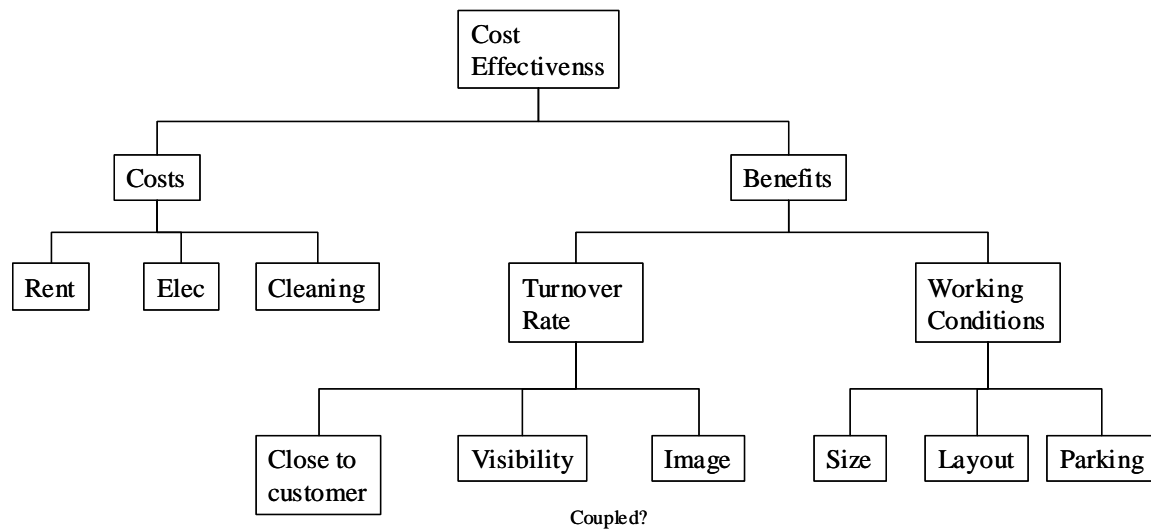 Cost
Effectivenss
Costs
Benefits
Rent
Elec
Cleaning
Turnover
Rate
Working
Conditions
Close to
customer
Visibility
Image
Size
Layout
Parking
Coupled?